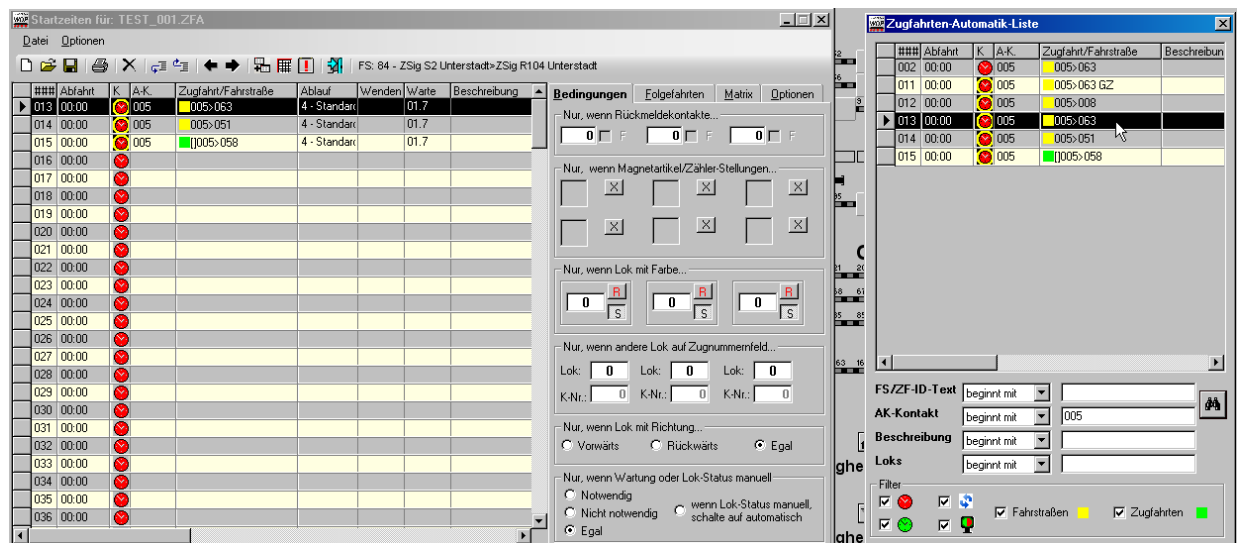 Startzeiten für: TEST_001.ZFA
Datei Optionen
FS: 84 - ZSig S2 Unterstadt>ZSig R104 Unterstadt
### Abfahrt K A-K. Zugfahrt/Fahrstraße Ablauf Wenden Warte Beschreibung
013 00:00 005 005>063 4 - Standard 01.7
014 00:00 005 005>051 4 - Standard 01.7
015 00:00 005 []005>058 4 - Standard 01.7
016 00:00
017 00:00
018 00:00
019 00:00
020 00:00
021 00:00
022 00:00
023 00:00
024 00:00
025 00:00
026 00:00
027 00:00
028 00:00
029 00:00
030 00:00
031 00:00
032 00:00
033 00:00
034 00:00
035 00:00
036 00:00
Bedingungen Folgefahrten Matrix Optionen
Nur, wenn Rückmeldekontakte...
0 F 0 F 0 F
Nur, wenn Magnetartikel/Zähler-Stellungen...
X X X
X X X
Nur, wenn Lok mit Farbe...
0 R S 0 R S 0 R S
Nur, wenn andere Lok auf Zugnummernfeld...
Lok: 0 Lok: 0 Lok: 0
K-Nr.: 0 K-Nr.: 0 K-Nr.: 0
Nur, wenn Lok mit Richtung...
Vorwärts Rückwärts Egal
Nur, wenn Wartung oder Lok-Status manuell
Notwendig
Nicht notwendig
Egal
wenn Lok-Status manuell,
schalte auf automatisch
Zugfahrten-Automatik-Liste
### Abfahrt K A-K. Zugfahrt/Fahrstraße Beschreibun
002 00:00 005 005>063
011 00:00 005 005>063 GZ
012 00:00 005 005>008
013 00:00 005 005>063
014 00:00 005 005>051
015 00:00 005 []005>058
FS/ZF-ID-Text beginnt mit
AK-Kontakt beginnt mit 005
Beschreibung beginnt mit
Loks beginnt mit
Filter
Fahrstraßen Zugfahrten